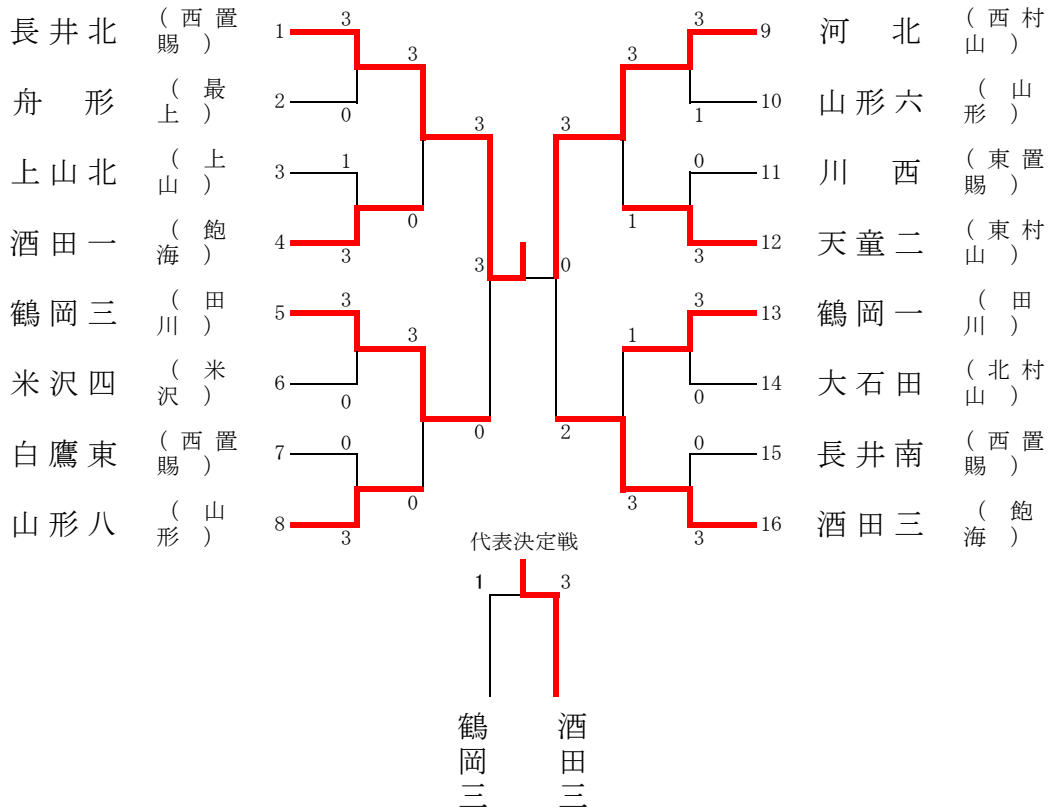 長井北 (西置賜) 1 3
3
舟形 (最上) 2 0
3
上山北 (上山) 3 1
0
酒田一 (飽海) 4 3
3
鶴岡三 (田川) 5 3
3
米沢四 (米沢) 6 0
0
白鷹東 (西置賜) 7 0
0
山形八 (山形) 8 3
3 9 河北 (西村山)
3
1 10 山形六 (山形)
3
0 11 川西 (東置賜)
1
3 12 天童二 (東村山)
0
3 13 鶴岡一 (田川)
1
0 14 大石田 (北村山)
2
0 15 長井南 (西置賜)
3
3 16 酒田三 (飽海)
代表決定戦
1 3
鶴岡三
酒田三